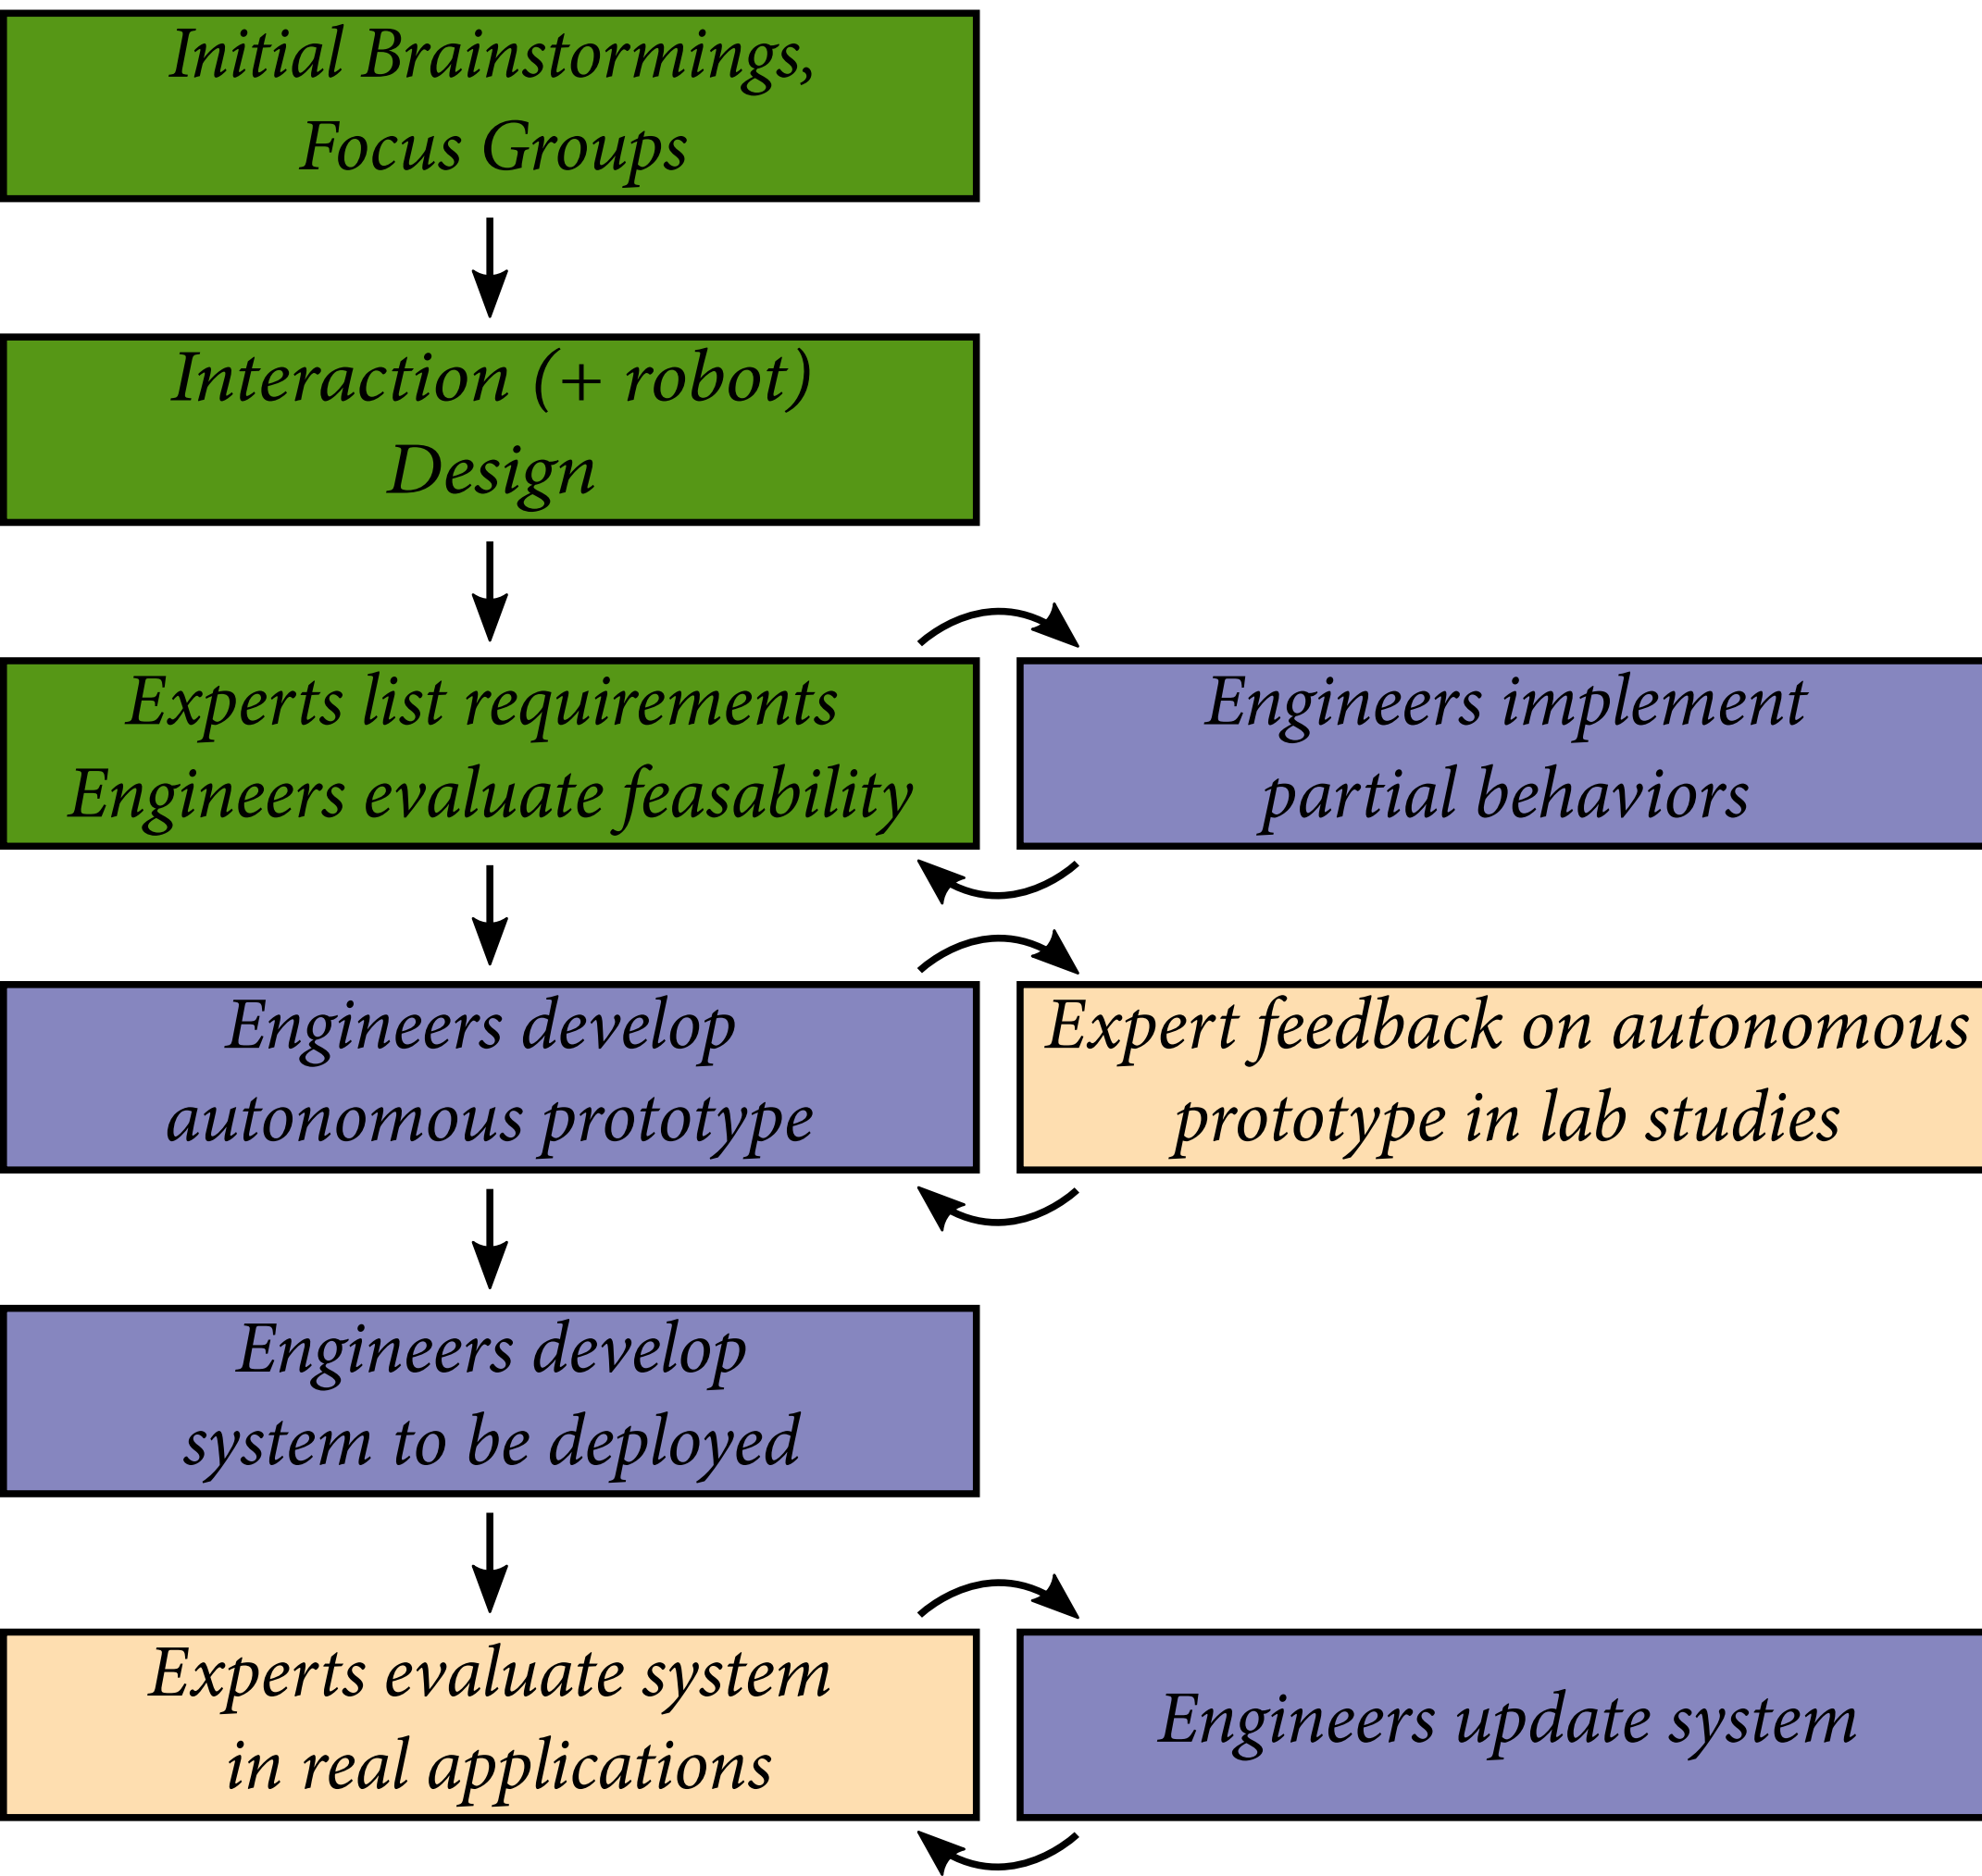 Initial Brainstormings,
Focus Groups
Interaction (+ robot)
Design
Experts list requirements
Engineers evaluate feasability
Engineers implement
partial behaviors
Engineers develop
autonomous prototype
Expert feedback on autonomous
prototype in lab studies
Engineers develop
system to be deployed
Experts evaluate system
in real applications
Engineers update system